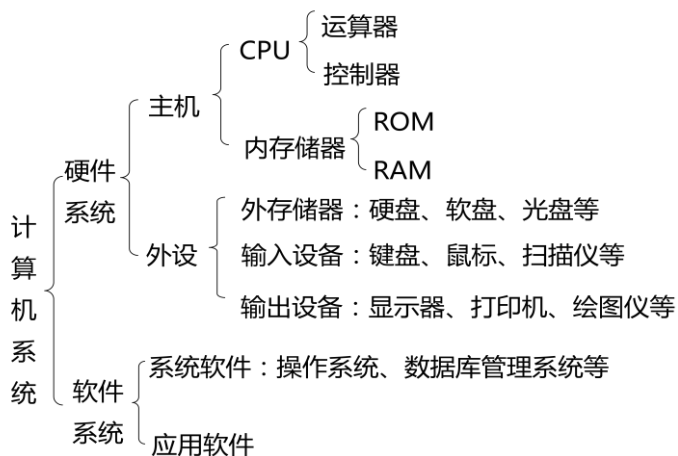 计算机系统
硬件系统
主机
CPU
运算器
控制器
内存储器
ROM
RAM
外设
外存储器：硬盘、软盘、光盘等
输入设备：键盘、鼠标、扫描仪等
输出设备：显示器、打印机、绘图仪等
软件系统
系统软件：操作系统、数据库管理系统等
应用软件